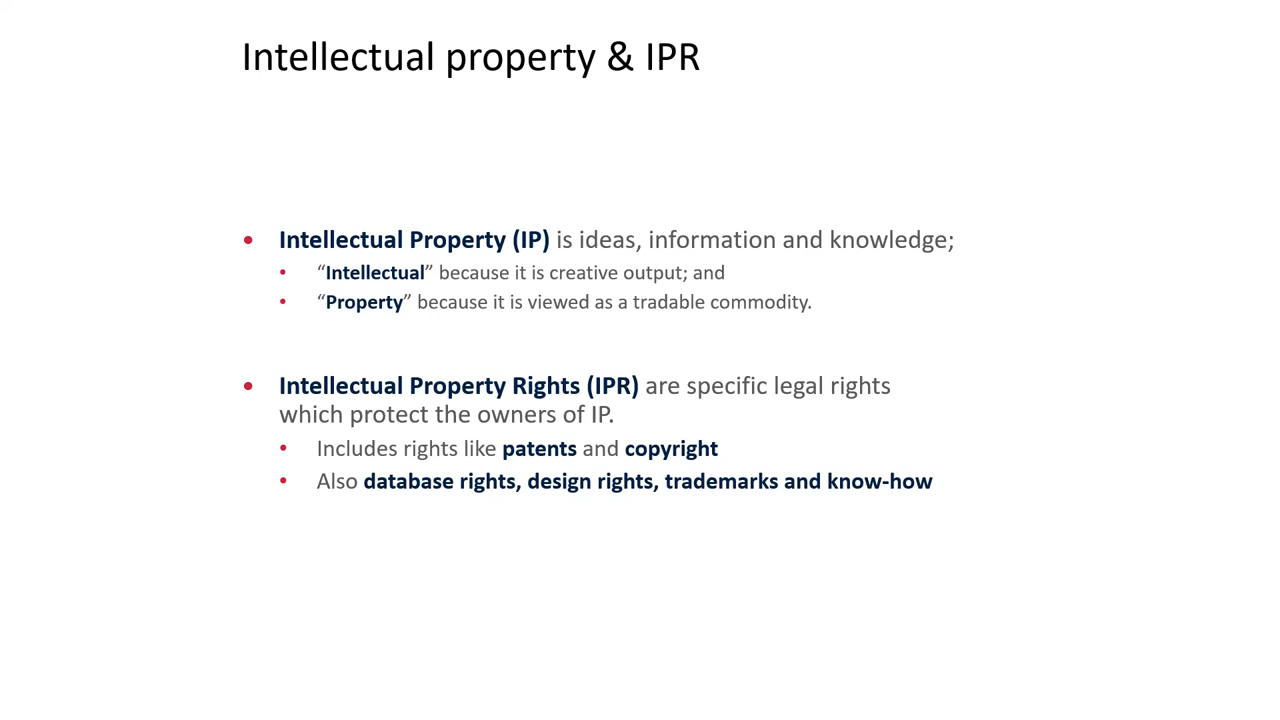 Intellectual property & IPR
• Intellectual Property (IP) is ideas, information and knowledge;
• “Intellectual” because it is creative output; and
• “Property” because it is viewed as a tradable commodity.
• Intellectual Property Rights (IPR) are specific legal rights
which protect the owners of IP.
• Includes rights like patents and copyright
• Also database rights, design rights, trademarks and know-how